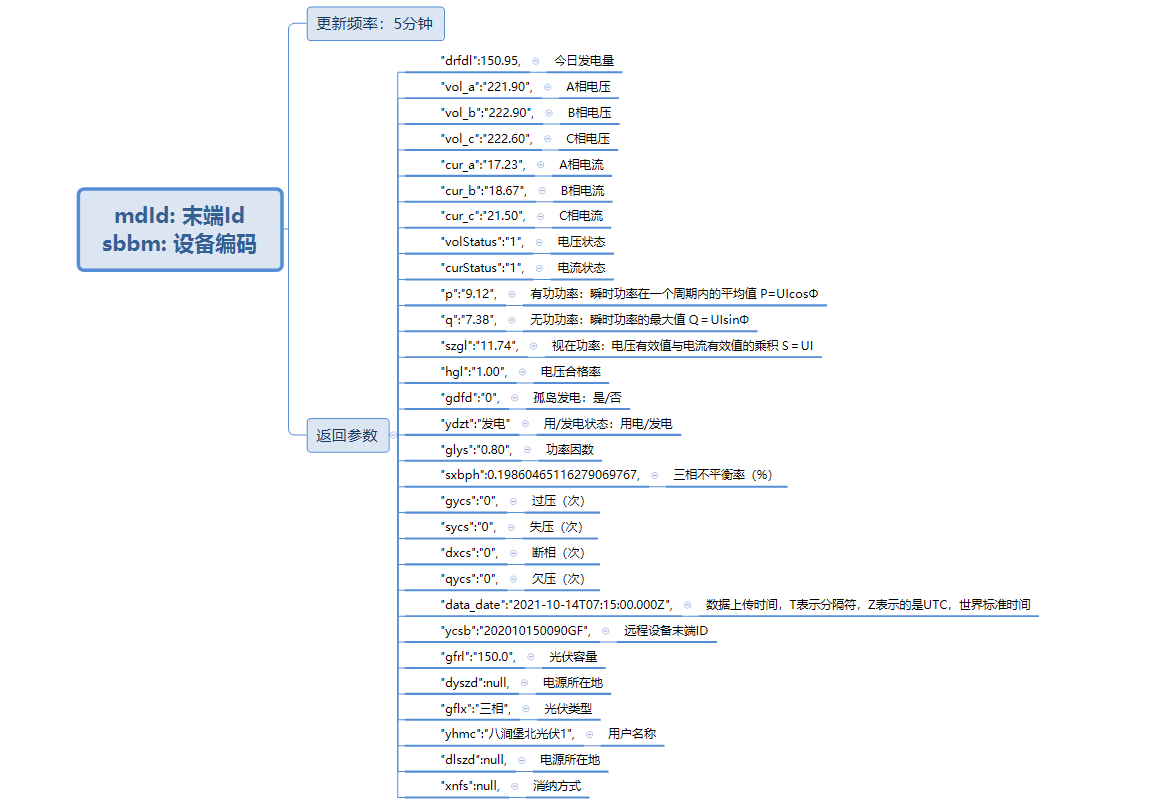 更新频率：5分钟
mdId: 末端Id
sbbm: 设备编码
返回参数
"drfdl":150.95, 今日发电量
"vol_a":"221.90", A相电压
"vol_b":"222.90", B相电压
"vol_c":"222.60", C相电压
"cur_a":"17.23", A相电流
"cur_b":"18.67", B相电流
"cur_c":"21.50", C相电流
"volStatus":"1", 电压状态
"curStatus":"1", 电流状态
"p":"9.12", 有功功率：瞬时功率在一个周期内的平均值 P=UIcosΦ
"q":"7.38", 无功功率：瞬时功率的最大值 Q＝UIsinΦ
"szgl":"11.74", 视在功率：电压有效值与电流有效值的乘积 S＝UI
"hgl":"1.00", 电压合格率
"gdfd":"0", 孤岛发电：是/否
"ydzt":"发电" 用/发电状态：用电/发电
"glys":"0.80", 功率因数
"sxbph":0.19860465116279069767, 三相不平衡率（%）
"gycs":"0", 过压（次）
"sycs":"0", 失压（次）
"dxcs":"0", 断相（次）
"qycs":"0", 欠压（次）
"data_date":"2021-10-14T07:15:00.000Z", 数据上传时间，T表示分隔符，Z表示的是UTC，世界标准时间
"ycsb":"202010150090GF", 远程设备末端ID
"gfrl":"150.0", 光伏容量
"dyszd":null, 电源所在地
"gflx":"三相", 光伏类型
"yhmc":"八涧堡北光伏1", 用户名称
"dlszd":null, 电源所在地
"xnfs":null, 消纳方式